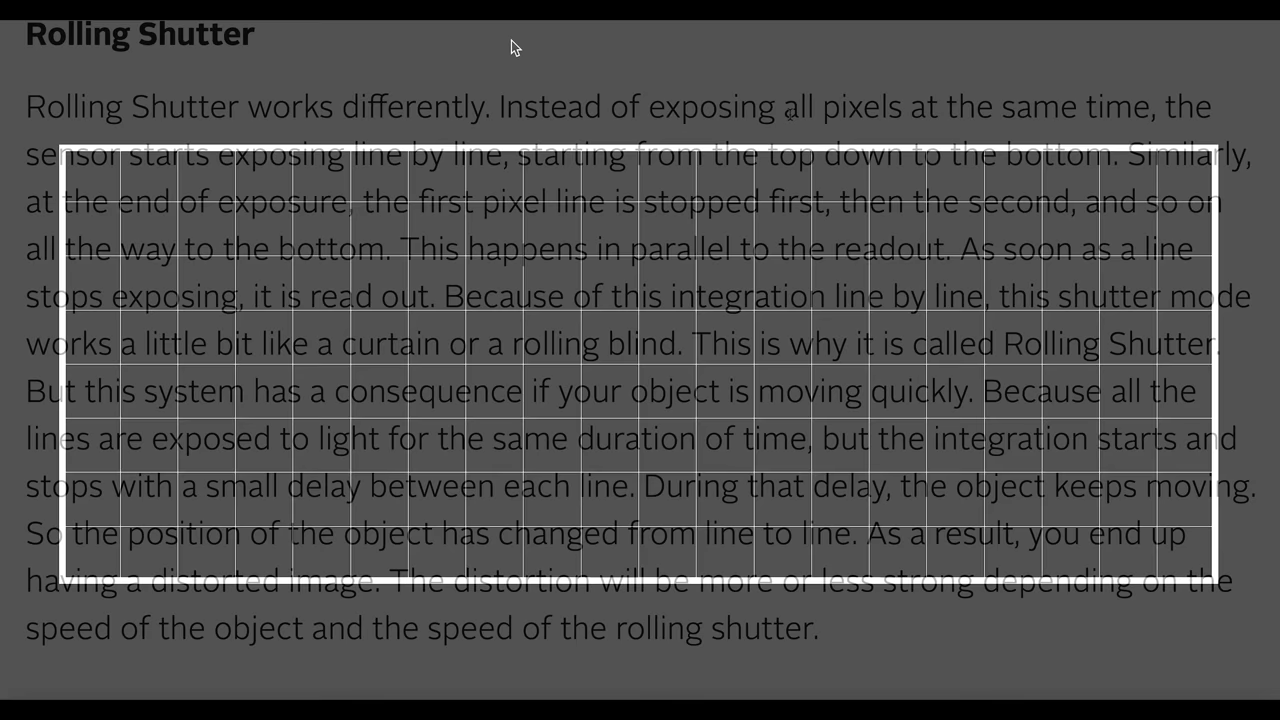 Rolling Shutter
Rolling Shutter works differently. Instead of exposing all pixels at the same time, the
sensor starts exposing line by line, starting from the top down to the bottom. Similarly,
at the end of exposure, the first pixel line is stopped first, then the second, and so on
all the way to the bottom. This happens in parallel to the readout. As soon as a line
stops exposing, it is read out. Because of this integration line by line, this shutter mode
works a little bit like a curtain or a rolling blind. This is why it is called Rolling Shutter.
But this system has a consequence if your object is moving quickly. Because all the
lines are exposed to light for the same duration of time, but the integration starts and
stops with a small delay between each line. During that delay, the object keeps moving.
So the position of the object has changed from line to line. As a result, you end up
having a distorted image. The distortion will be more or less strong depending on the
speed of the object and the speed of the rolling shutter.